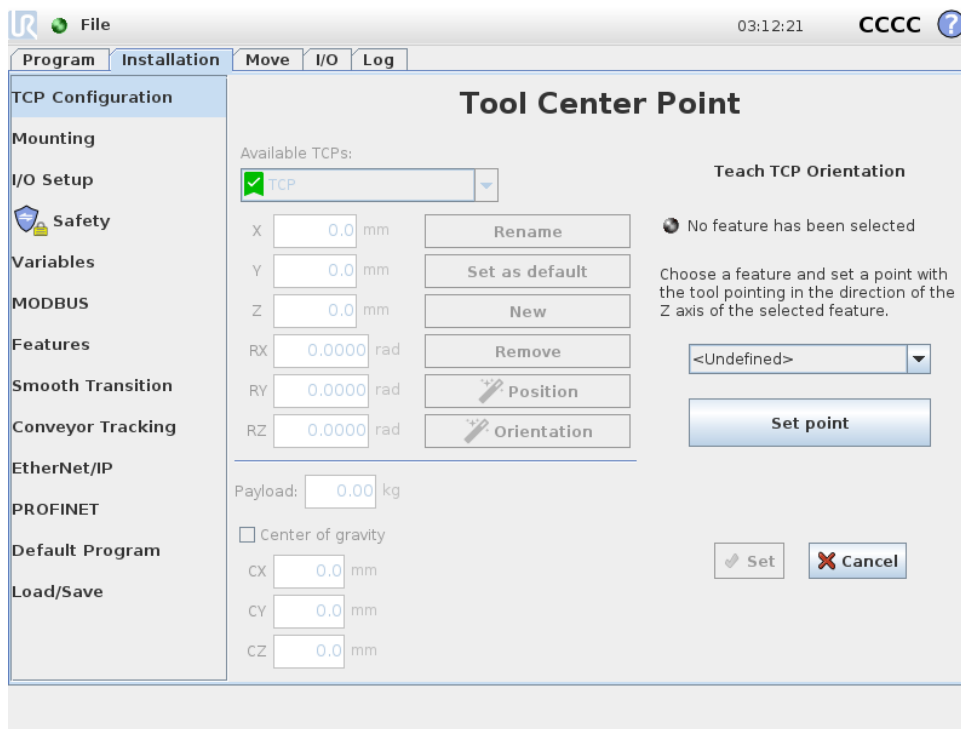 UR File 03:12:21 CCCC ?
Program Installation Move I/O Log
TCP Configuration
Mounting
I/O Setup
Safety
Variables
MODBUS
Features
Smooth Transition
Conveyor Tracking
EtherNet/IP
PROFINET
Default Program
Load/Save
Tool Center Point
Available TCPs:
TCP
X 0.0 mm
Y 0.0 mm
Z 0.0 mm
RX 0.0000 rad
RY 0.0000 rad
RZ 0.0000 rad
Rename
Set as default
New
Remove
Position
Orientation
Payload: 0.00 kg
Center of gravity
CX 0.0 mm
CY 0.0 mm
CZ 0.0 mm
Teach TCP Orientation
No feature has been selected
Choose a feature and set a point with
the tool pointing in the direction of the
Z axis of the selected feature.
<Undefined>
Set point
Set Cancel